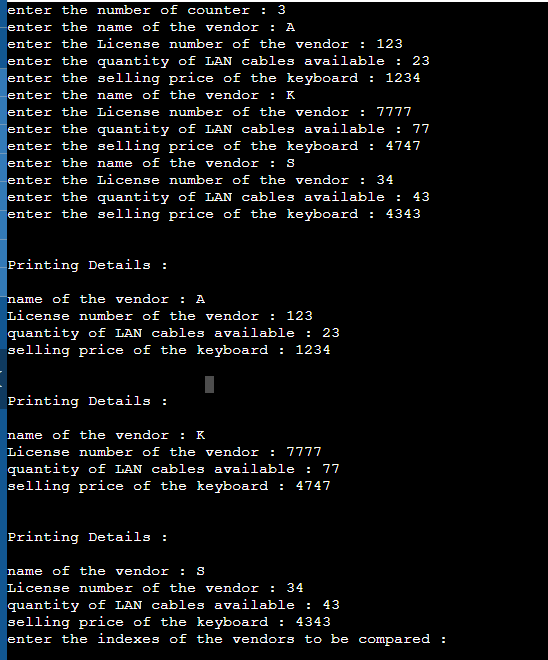 enter the number of counter : 3
enter the name of the vendor : A
enter the License number of the vendor : 123
enter the quantity of LAN cables available : 23
enter the selling price of the keyboard : 1234
enter the name of the vendor : K
enter the License number of the vendor : 7777
enter the quantity of LAN cables available : 77
enter the selling price of the keyboard : 4747
enter the name of the vendor : S
enter the License number of the vendor : 34
enter the quantity of LAN cables available : 43
enter the selling price of the keyboard : 4343
Printing Details :
name of the vendor : A
License number of the vendor : 123
quantity of LAN cables available : 23
selling price of the keyboard : 1234
Printing Details :
name of the vendor : K
License number of the vendor : 7777
quantity of LAN cables available : 77
selling price of the keyboard : 4747
Printing Details :
name of the vendor : S
License number of the vendor : 34
quantity of LAN cables available : 43
selling price of the keyboard : 4343
enter the indexes of the vendors to be compared :